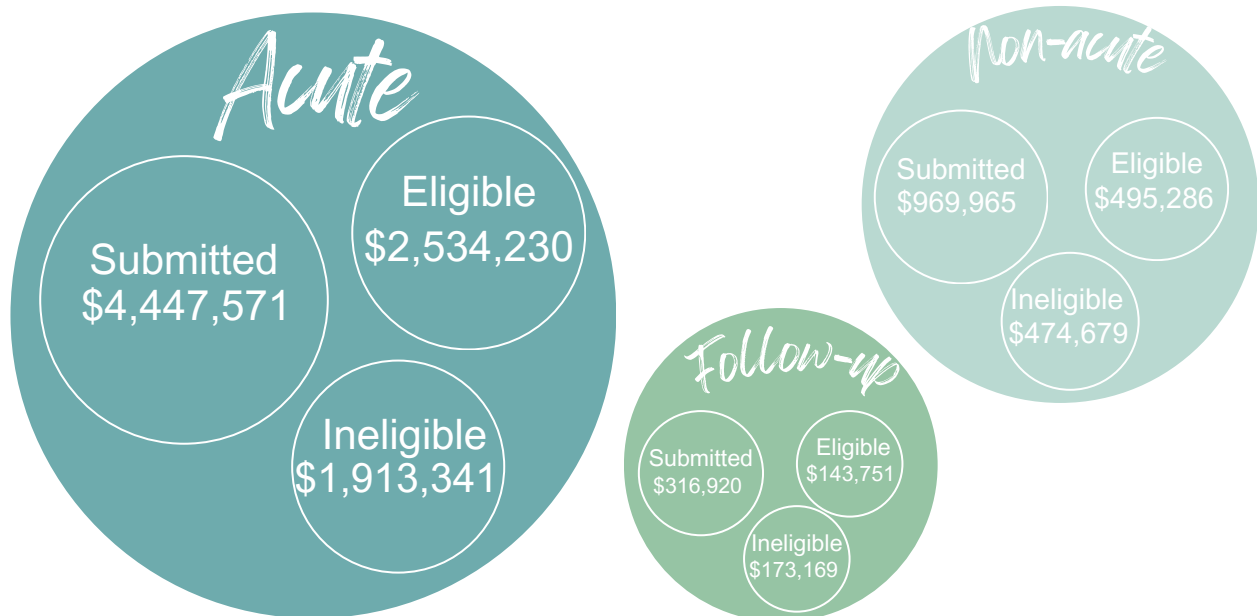 Acute
Submitted
$4,447,571
Eligible
$2,534,230
Ineligible
$1,913,341
Follow-up
Submitted
$316,920
Eligible
$143,751
Ineligible
$173,169
Non-acute
Submitted
$969,965
Eligible
$495,286
Ineligible
$474,679